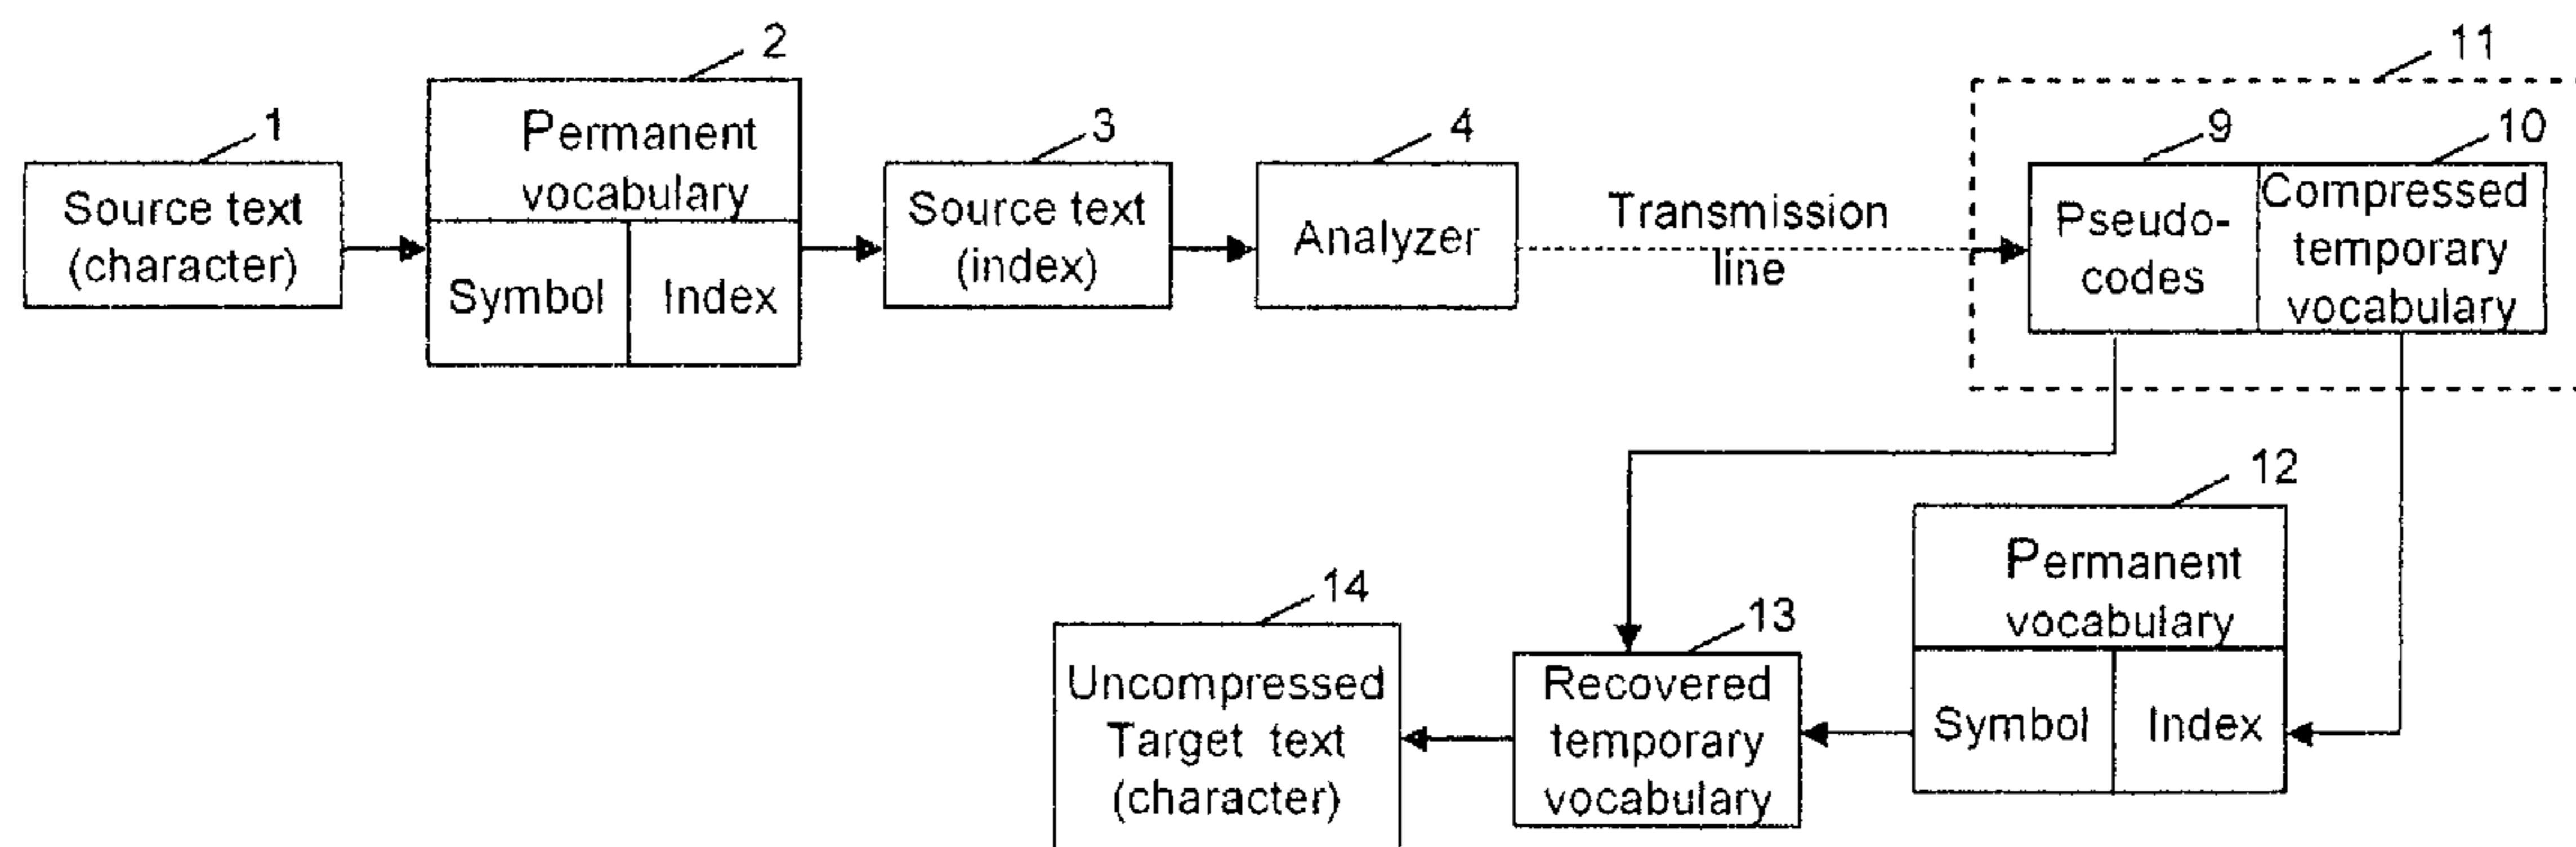 1
Source text
(character)
2
Permanent
vocabulary
Symbol
Index
3
Source text
(index)
4
Analyzer
Transmission
line
11
9
Pseudo-
codes
10
Compressed
temporary
vocabulary
12
Permanent
vocabulary
Symbol
Index
13
Recovered
temporary
vocabulary
14
Uncompressed
Target text
(character)